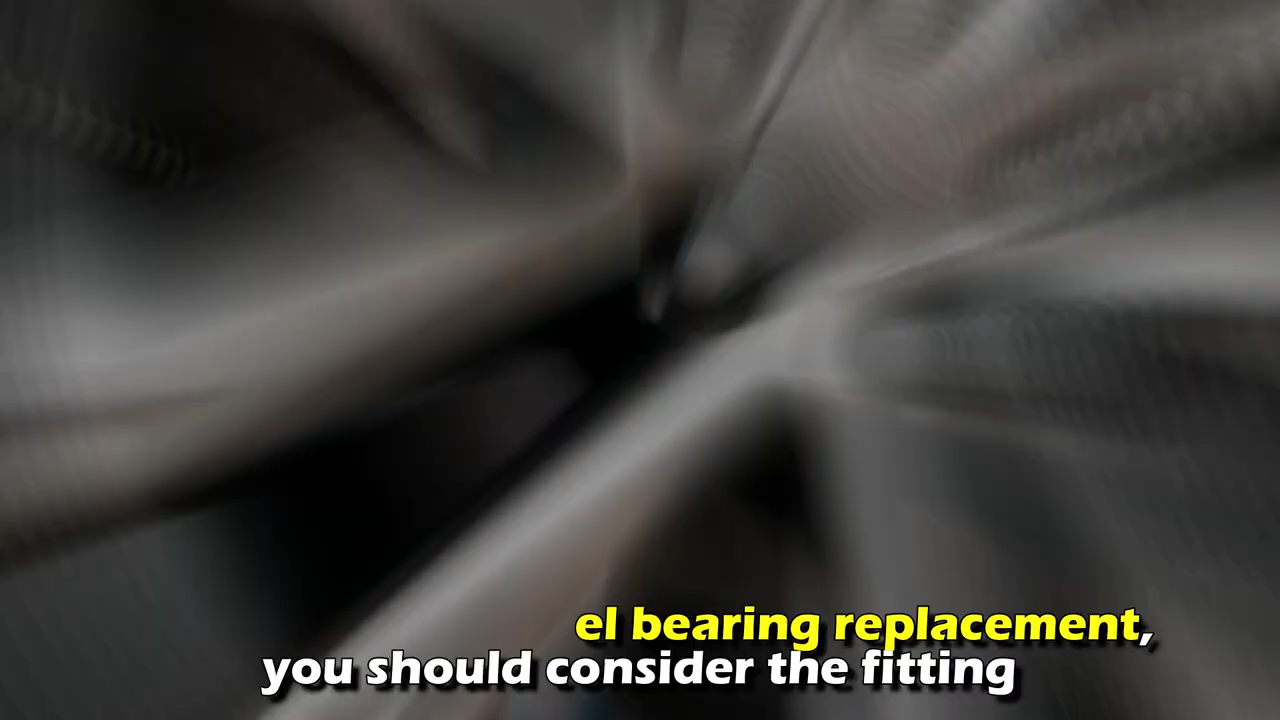 el bearing replacement,
you should consider the fitting